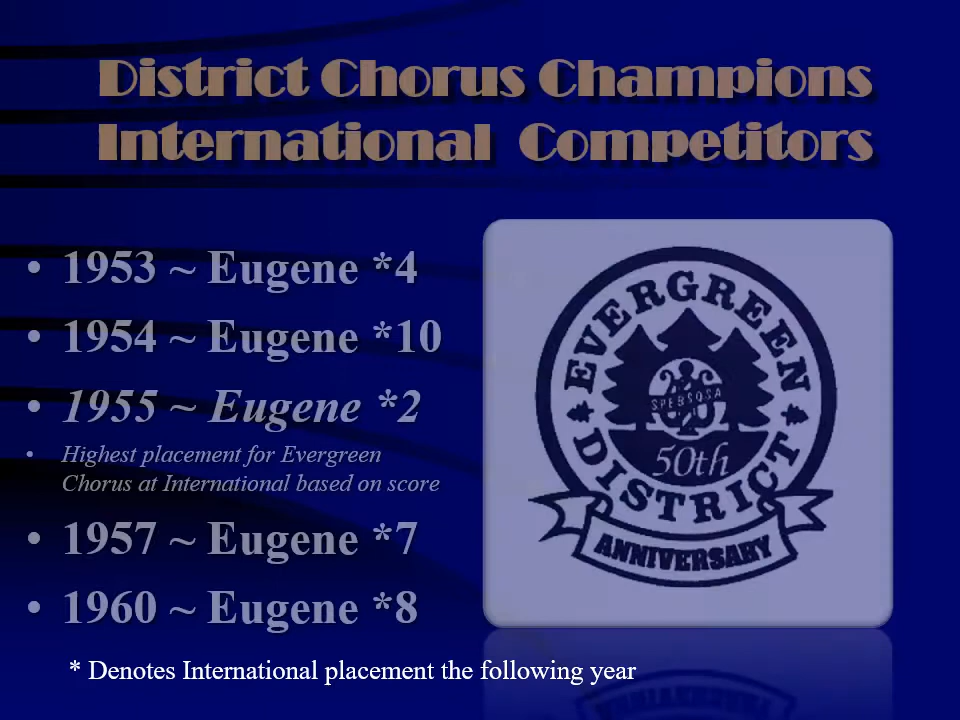 District Chorus Champions
International Competitors
• 1953 ~ Eugene *4
• 1954 ~ Eugene *10
• 1955 ~ Eugene *2
• Highest placement for Evergreen
Chorus at International based on score
• 1957 ~ Eugene *7
• 1960 ~ Eugene *8
* Denotes International placement the following year
EVERGREEN
SPEBSQSA
50th
DISTRICT
ANNIVERSARY